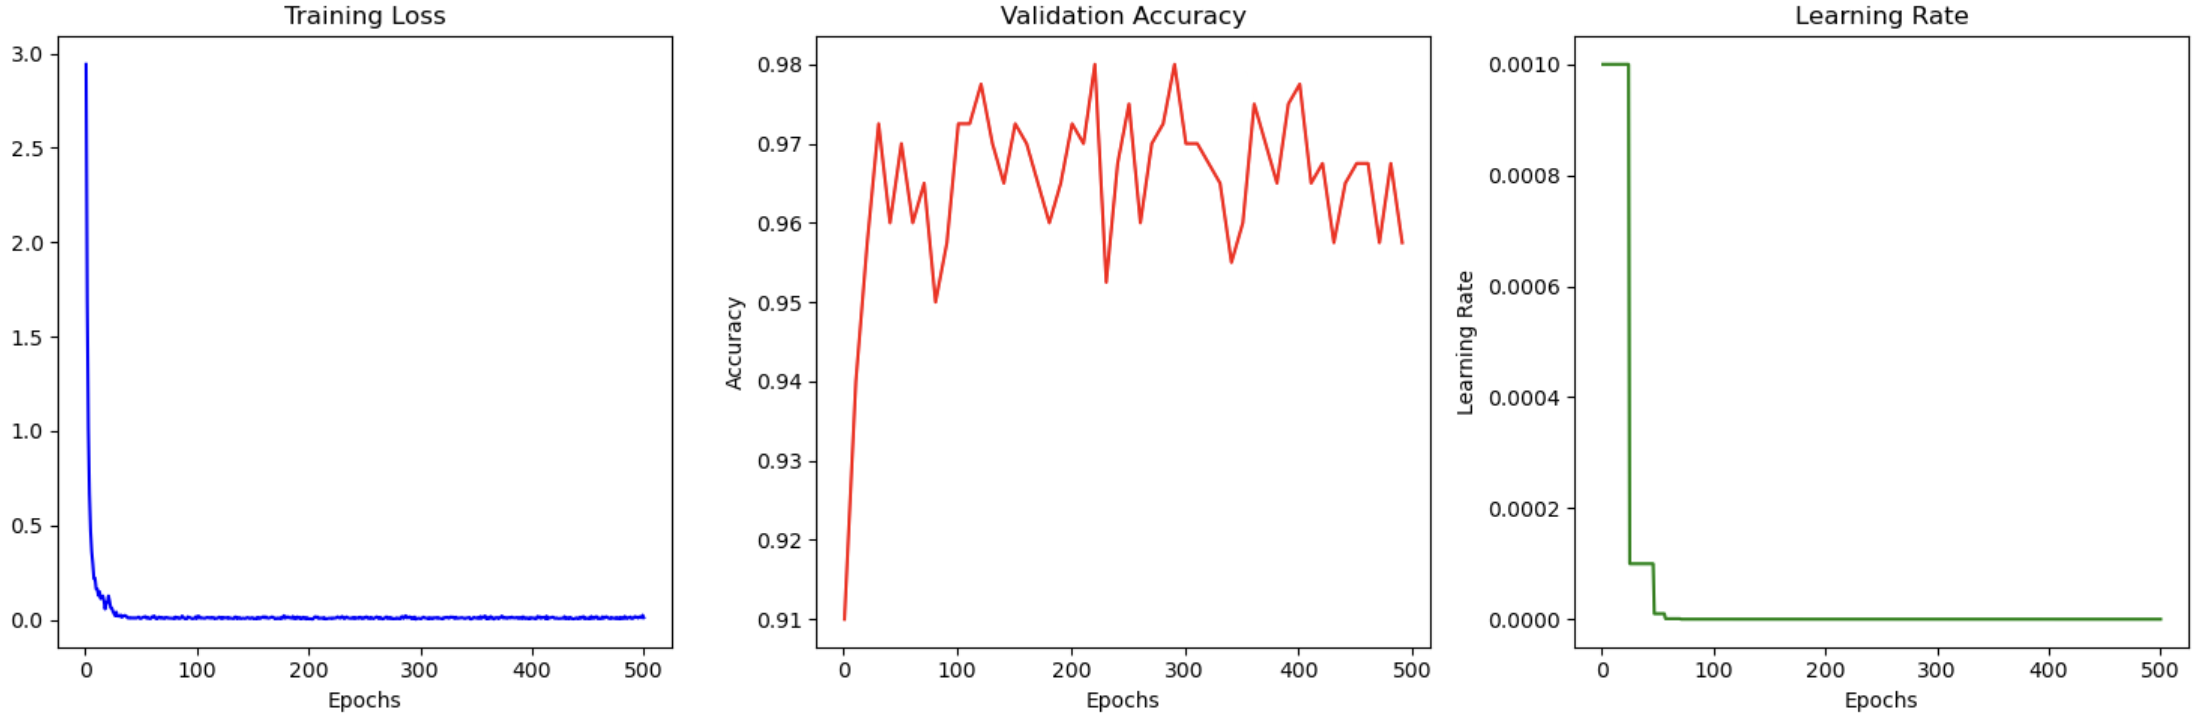 Training Loss
3.0
2.5
2.0
1.5
1.0
0.5
0.0
0 100 200 300 400 500
Epochs
Validation Accuracy
Accuracy
0.98
0.97
0.96
0.95
0.94
0.93
0.92
0.91
0 100 200 300 400 500
Epochs
Learning Rate
Learning Rate
0.0010
0.0008
0.0006
0.0004
0.0002
0.0000
0 100 200 300 400 500
Epochs